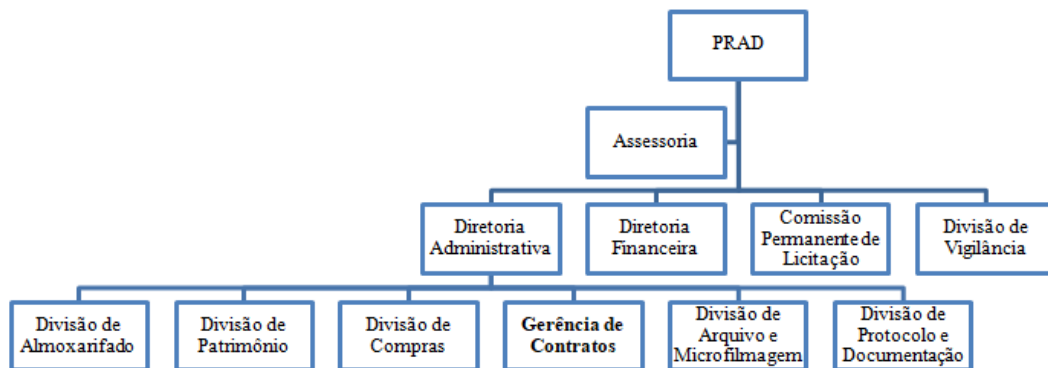 PRAD
Assessoria
Diretoria
Administrativa
Diretoria
Financeira
Comissão
Permanente de
Licitação
Divisão de
Vigilância
Divisão de
Almoxarifado
Divisão de
Patrimônio
Divisão de
Compras
Gerência de
Contratos
Divisão de
Arquivo e
Microfilmagem
Divisão de
Protocolo e
Documentação